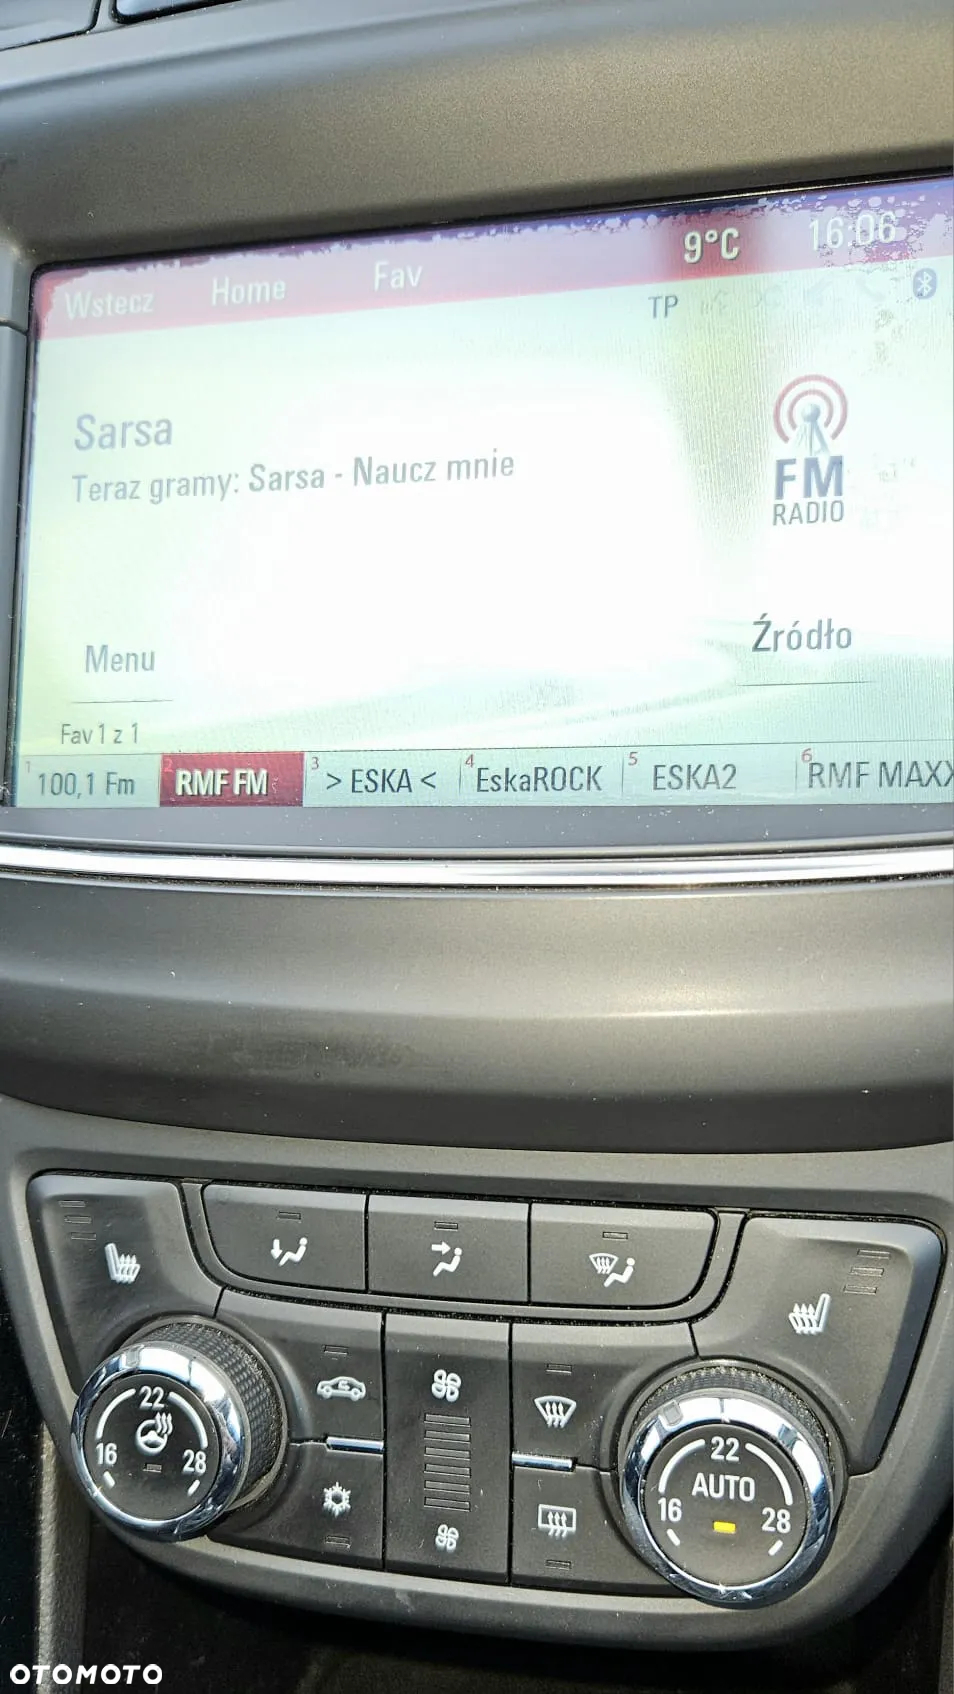 9°C 16:06
Wstecz Home Fav
TP
Sarsa
Teraz gramy: Sarsa - Naucz mnie
FM
RADIO
Menu
Źródło
Fav 1 z 1
1 100,1 Fm 2 RMF FM 3 > ESKA < 4 EskaROCK 5 ESKA2 6 RMF MAXX
22
16 28
22
AUTO
16 28
OTOMOTO